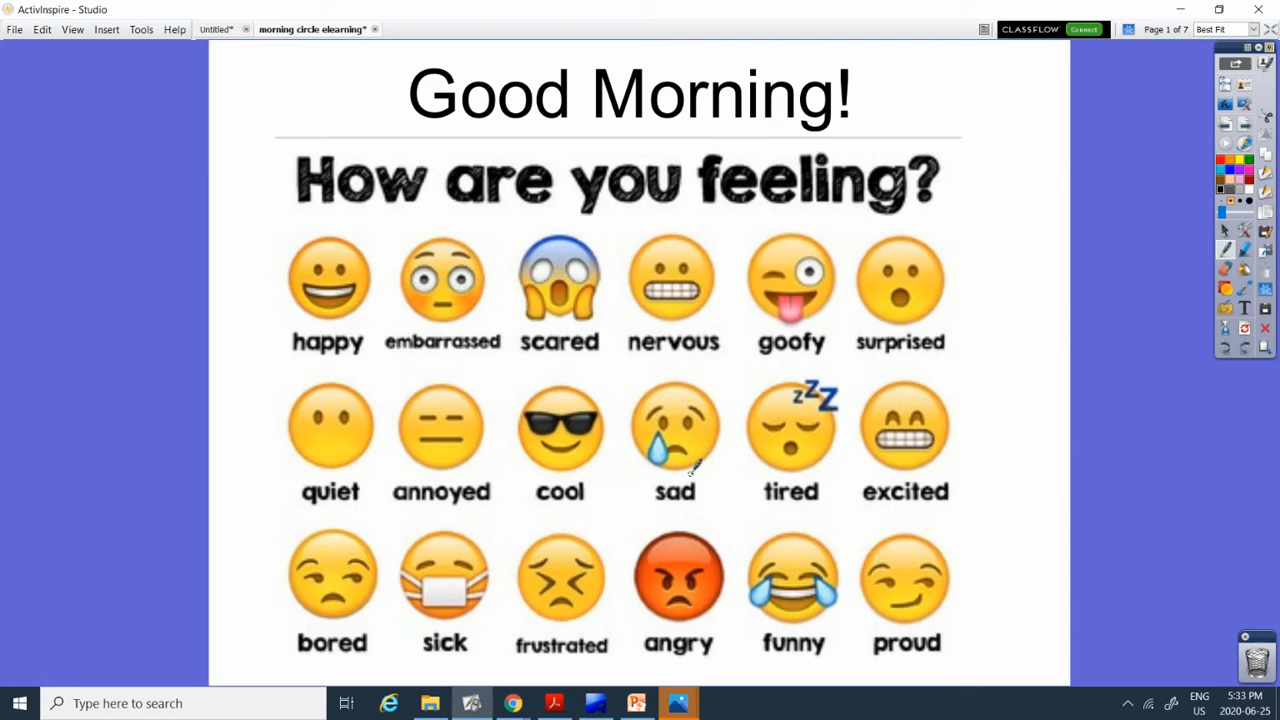 ActivInspire - Studio
File Edit View Insert Tools Help Untitled* morning circle elearning* CLASSFLOW Connect Page 1 of 7 Best Fit
Good Morning!
How are you feeling?
happy embarrassed scared nervous goofy surprised
zzZ
quiet annoyed cool sad tired excited
bored sick frustrated angry funny proud
Type here to search
ENG 5:33 PM
US 2020-06-25